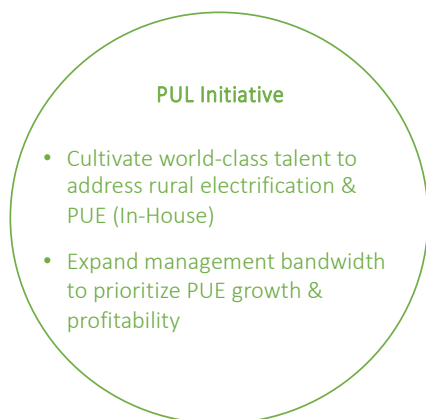 PUL Initiative
• Cultivate world-class talent to
address rural electrification &
PUE (In-House)
• Expand management bandwidth
to prioritize PUE growth &
profitability